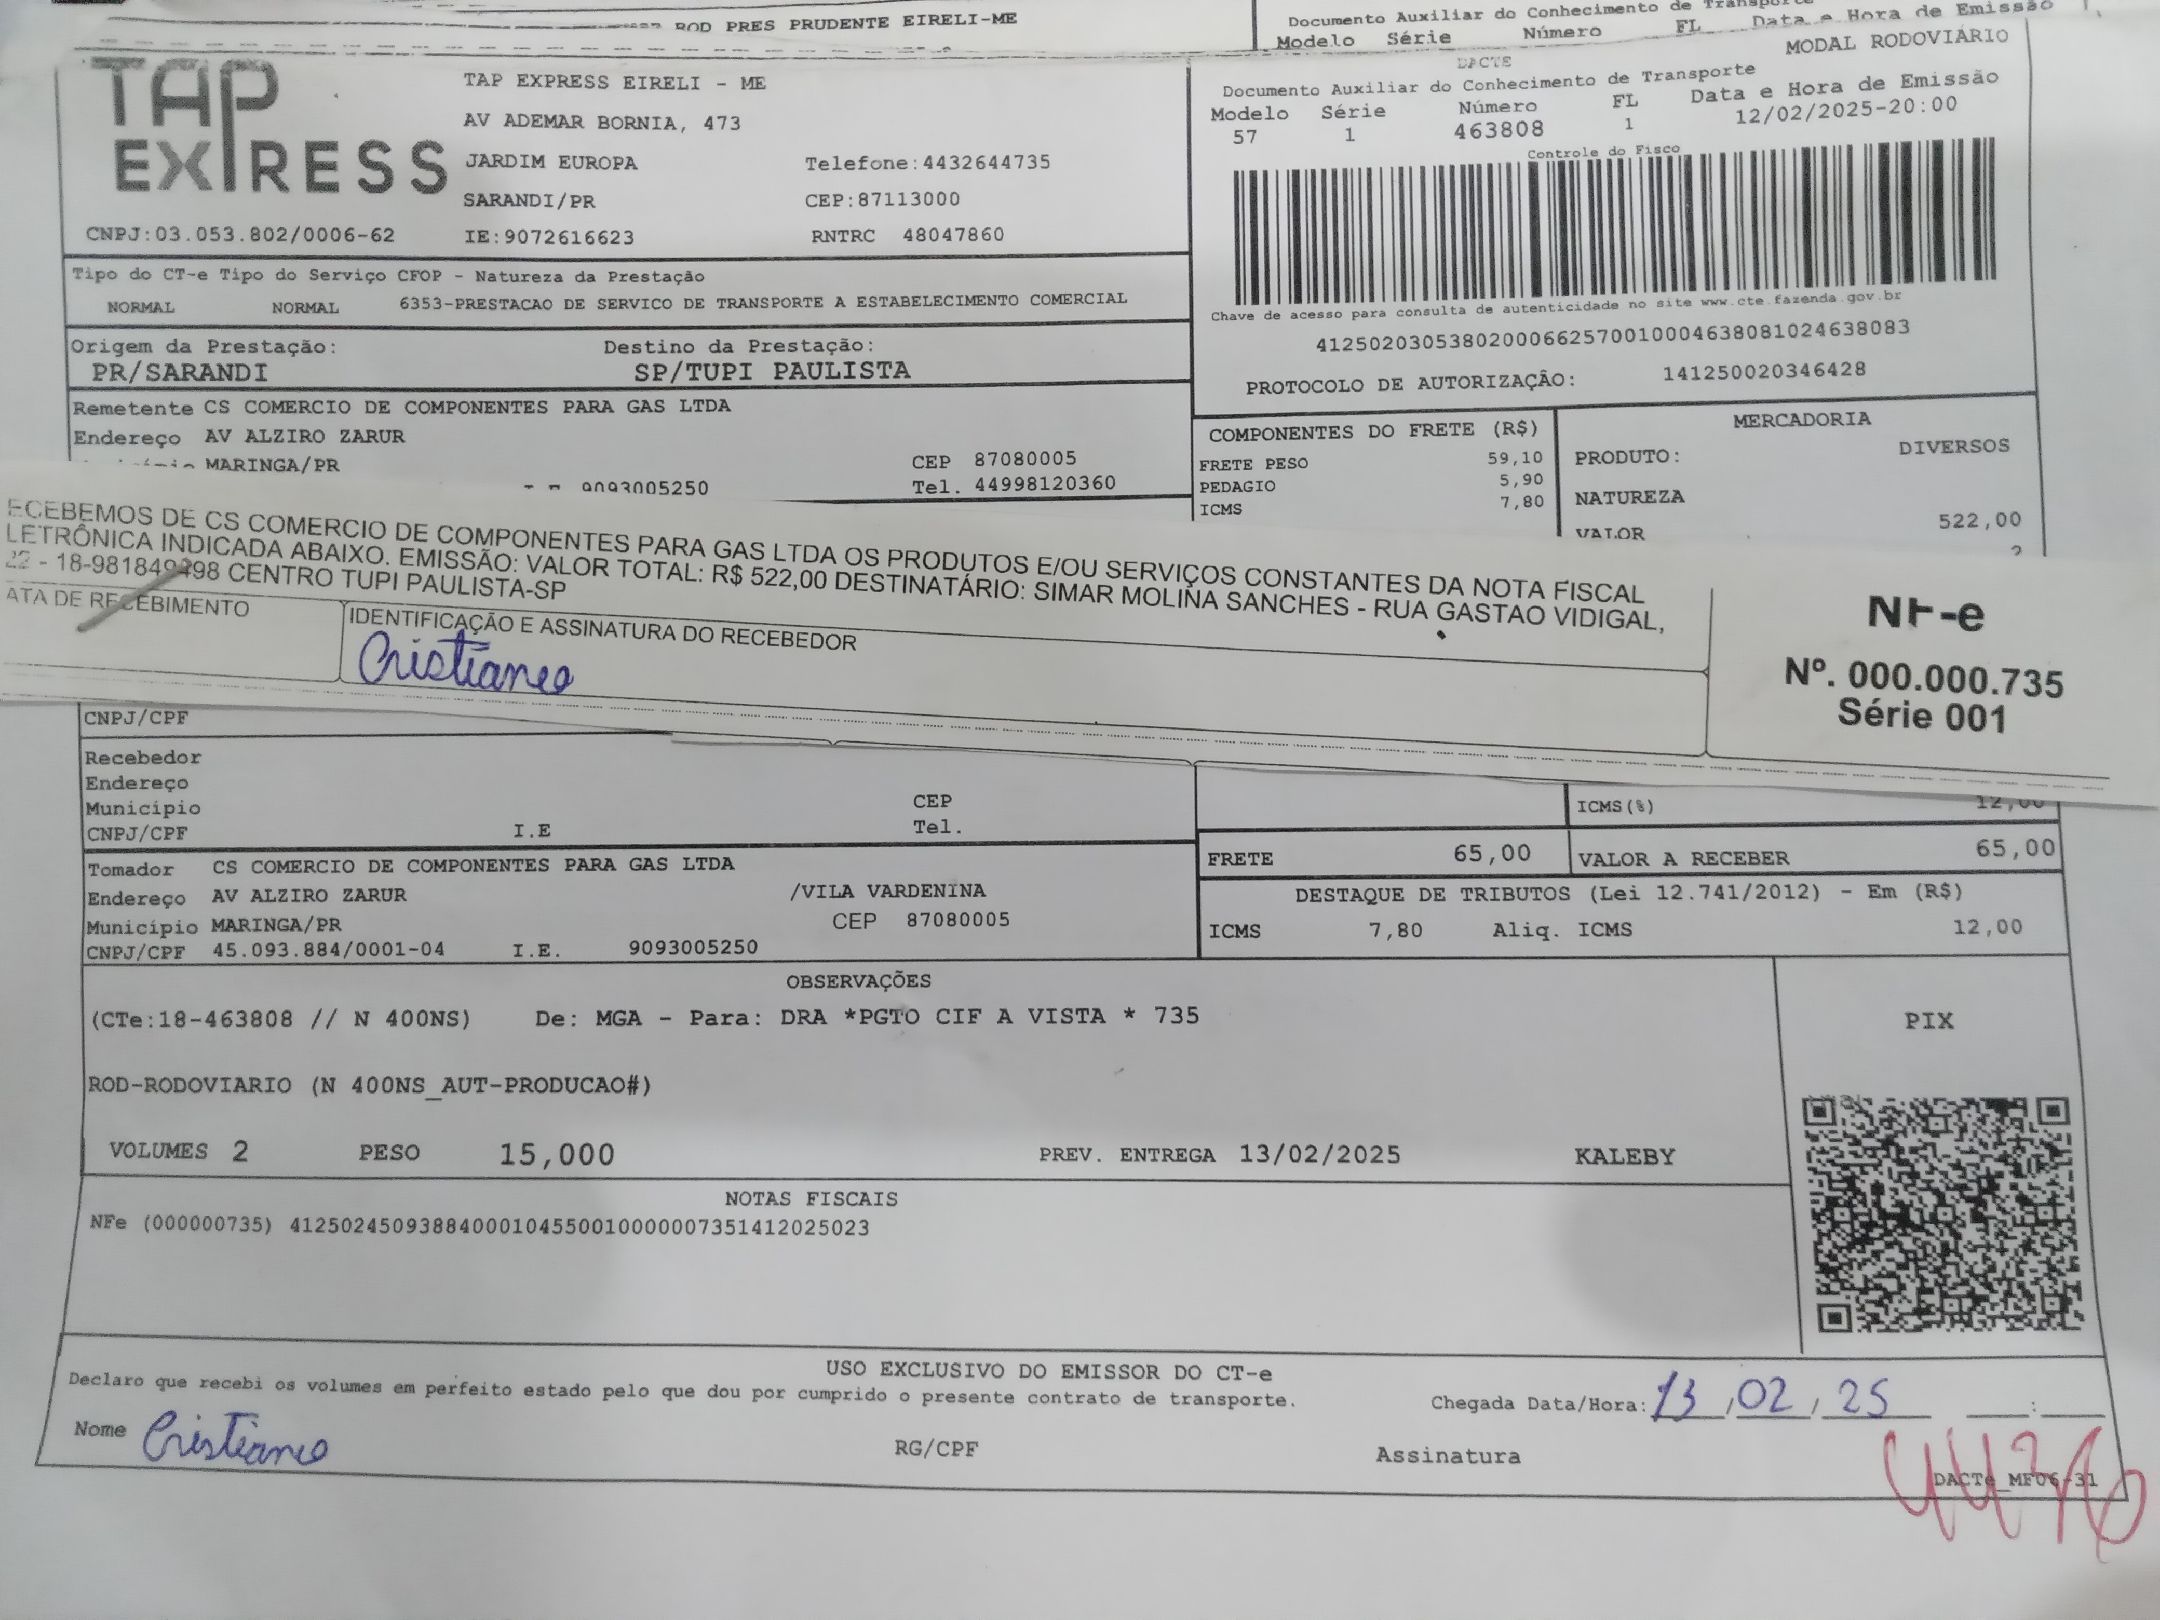 ROD PRES PRUDENTE EIRELI-ME
Documento Auxiliar do Conhecimento de Transporte
Modelo Série Número FL Data e Hora de Emissão
MODAL RODOVIÁRIO
TAP EXPRESS
TAP EXPRESS EIRELI - ME
AV ADEMAR BORNIA, 473
JARDIM EUROPA Telefone:4432644735
SARANDI/PR CEP:87113000
CNPJ:03.053.802/0006-62 IE:9072616623 RNTRC 48047860
DACTE
Documento Auxiliar do Conhecimento de Transporte
Modelo Série Número FL Data e Hora de Emissão
57 1 463808 1 12/02/2025-20:00
Controle do Fisco
Chave de acesso para consulta de autenticidade no site www.cte.fazenda.gov.br
41250203053802000662570010004638081024638083
PROTOCOLO DE AUTORIZAÇÃO: 141250020346428
Tipo do CT-e Tipo do Serviço CFOP - Natureza da Prestação
NORMAL NORMAL 6353-PRESTACAO DE SERVICO DE TRANSPORTE A ESTABELECIMENTO COMERCIAL
Origem da Prestação: Destino da Prestação:
PR/SARANDI SP/TUPI PAULISTA
Remetente CS COMERCIO DE COMPONENTES PARA GAS LTDA
Endereço AV ALZIRO ZARUR
MARINGA/PR CEP 87080005
9093005250 Tel. 44998120360
COMPONENTES DO FRETE (R$)
FRETE PESO 59,10
PEDAGIO 5,90
ICMS 7,80
MERCADORIA
PRODUTO: DIVERSOS
NATUREZA
VALOR 522,00
ECEBEMOS DE CS COMERCIO DE COMPONENTES PARA GAS LTDA OS PRODUTOS E/OU SERVIÇOS CONSTANTES DA NOTA FISCAL
LETRÔNICA INDICADA ABAIXO. EMISSÃO: VALOR TOTAL: R$ 522,00 DESTINATÁRIO: SIMAR MOLINA SANCHES - RUA GASTAO VIDIGAL,
22 - 18-981849498 CENTRO TUPI PAULISTA-SP
ATA DE RECEBIMENTO IDENTIFICAÇÃO E ASSINATURA DO RECEBEDOR
Cristiane
NF-e
Nº. 000.000.735
Série 001
CNPJ/CPF
Recebedor
Endereço
Município CEP
CNPJ/CPF I.E Tel.
ICMS(%) 12,00
FRETE 65,00 VALOR A RECEBER 65,00
Tomador CS COMERCIO DE COMPONENTES PARA GAS LTDA
Endereço AV ALZIRO ZARUR /VILA VARDENINA
Município MARINGA/PR CEP 87080005
CNPJ/CPF 45.093.884/0001-04 I.E. 9093005250
DESTAQUE DE TRIBUTOS (Lei 12.741/2012) - Em (R$)
ICMS 7,80 Aliq. ICMS 12,00
OBSERVAÇÕES
(CTe:18-463808 // N 400NS) De: MGA - Para: DRA *PGTO CIF A VISTA * 735
ROD-RODOVIARIO (N 400NS_AUT-PRODUCAO#)
VOLUMES 2 PESO 15,000 PREV. ENTREGA 13/02/2025 KALEBY
PIX
NOTAS FISCAIS
NFe (000000735) 41250245093884000104550010000007351412025023
USO EXCLUSIVO DO EMISSOR DO CT-e
Declaro que recebi os volumes em perfeito estado pelo que dou por cumprido o presente contrato de transporte.
Chegada Data/Hora: 13/02/25 __:__
Nome Cristiane RG/CPF Assinatura
DACTe_MF06-31